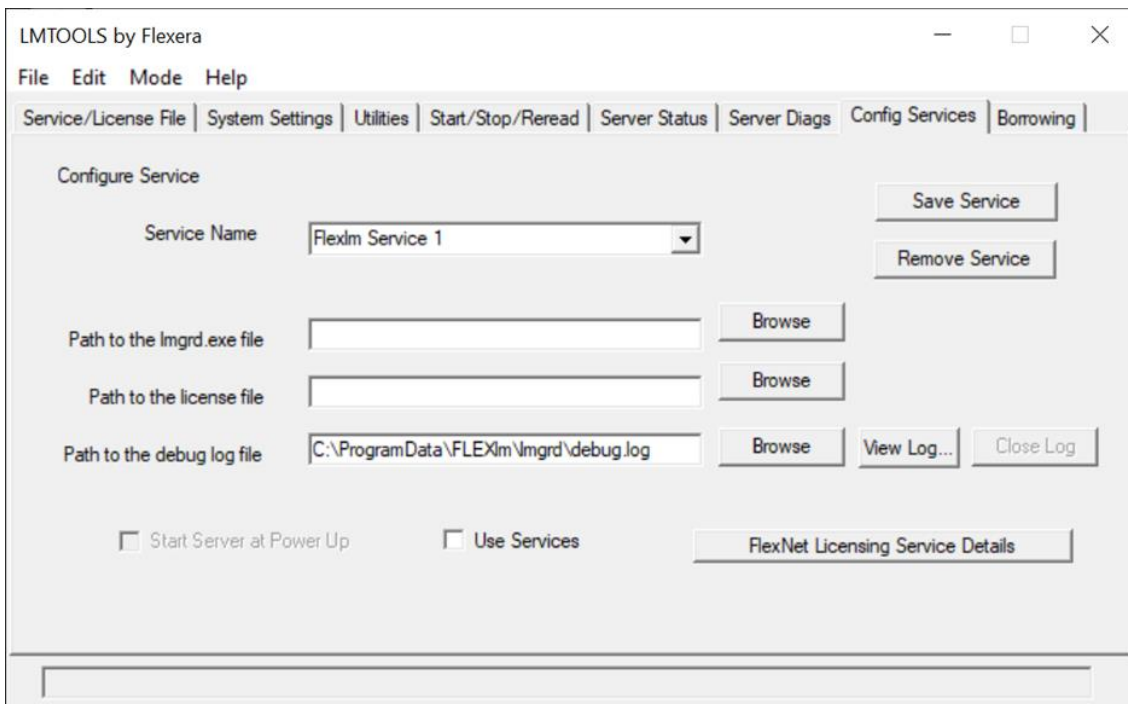 LMTOOLS by Flexera
File Edit Mode Help
Service/License File System Settings Utilities Start/Stop/Reread Server Status Server Diags Config Services Borrowing
Configure Service
Save Service
Service Name Flexlm Service 1
Remove Service
Path to the lmgrd.exe file Browse
Path to the license file Browse
Path to the debug log file C:\ProgramData\FLEXlm\lmgrd\debug.log Browse View Log... Close Log
Start Server at Power Up Use Services FlexNet Licensing Service Details